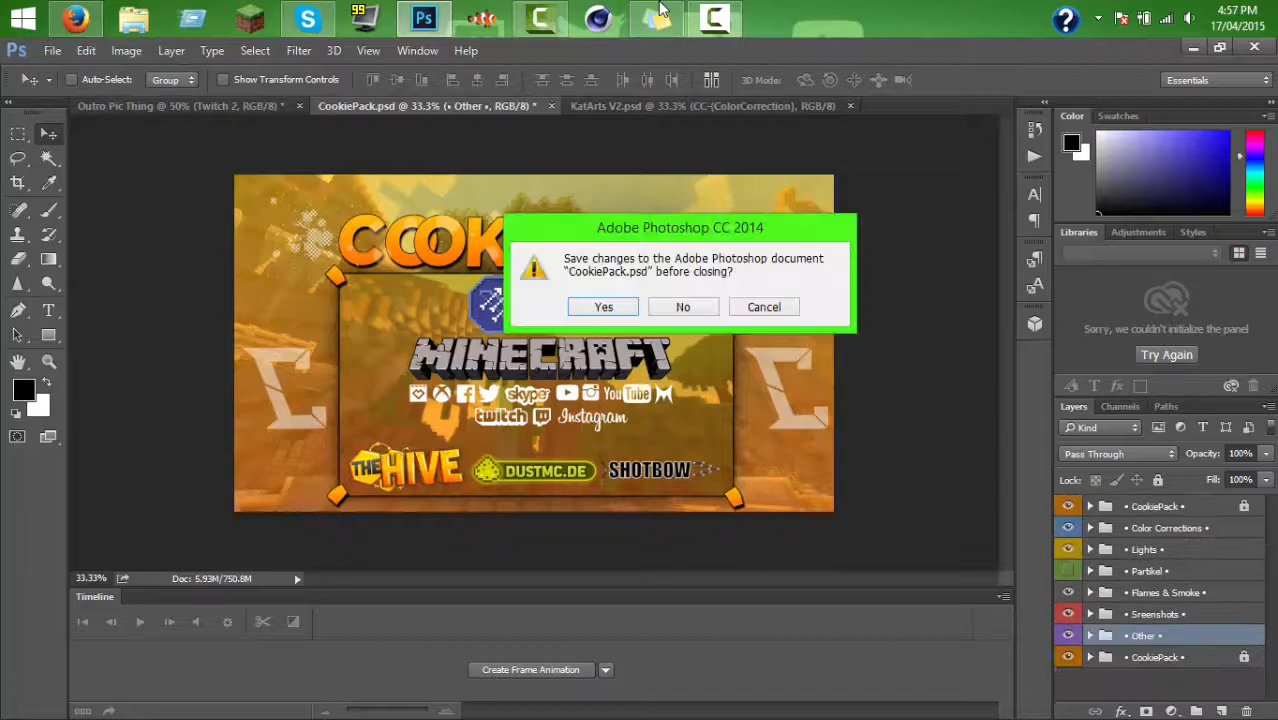 99
Ps
4:57 PM
17/04/2015
Ps File Edit Image Layer Type Select Filter 3D View Window Help
Auto-Select: Group Show Transform Controls 3D Mode: Essentials
Outro Pic Thing @ 50% (Twitch 2, RGB/8) * × CookiePack.psd @ 33.3% (• Other •, RGB/8) * × KatArts V2.psd @ 33.3% (CC-{ColorCorrection}, RGB/8) ×
Color Swatches
COOK
Adobe Photoshop CC 2014
Save changes to the Adobe Photoshop document
“CookiePack.psd” before closing?
Yes No Cancel
MINECRAFT
skype You Tube
twitch Instagram
THE HIVE DUSTMC.DE SHOTBOW
Libraries Adjustments Styles
Sorry, we couldn't initialize the panel
Try Again
Layers Channels Paths
Kind
Pass Through Opacity: 100%
Lock: Fill: 100%
• CookiePack •
• Color Corrections •
• Lights •
• Partikel •
• Flames & Smoke •
• Sreenshots •
• Other •
• CookiePack •
33.33% Doc: 5.93M/750.8M
Timeline
Create Frame Animation